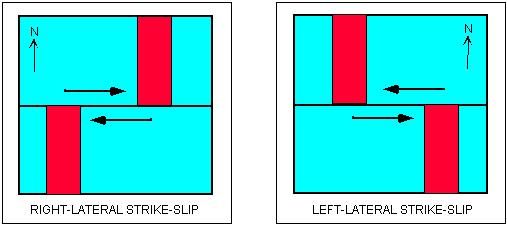 N
N
RIGHT-LATERAL STRIKE-SLIP
LEFT-LATERAL STRIKE-SLIP